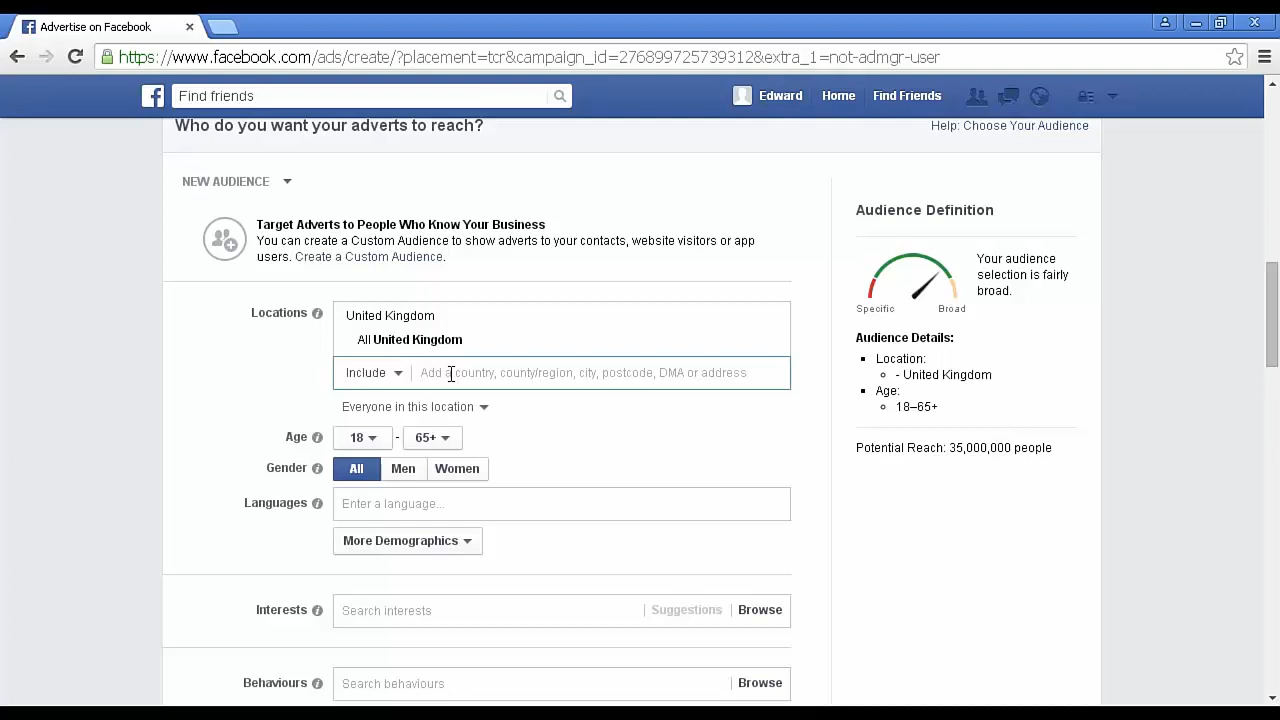 Advertise on Facebook
https://www.facebook.com/ads/create/?placement=tcr&campaign_id=276899725739312&extra_1=not-admgr-user
Find friends
Edward Home Find Friends
Who do you want your adverts to reach?
Help: Choose Your Audience
NEW AUDIENCE
Target Adverts to People Who Know Your Business
You can create a Custom Audience to show adverts to your contacts, website visitors or app
users. Create a Custom Audience.
Locations
United Kingdom
All United Kingdom
Include Add a country, county/region, city, postcode, DMA or address
Everyone in this location
Age 18 - 65+
Gender All Men Women
Languages Enter a language...
More Demographics
Interests Search interests Suggestions Browse
Behaviours Search behaviours Browse
Audience Definition
Your audience
selection is fairly
broad.
Specific Broad
Audience Details:
Location:
- United Kingdom
Age:
18–65+
Potential Reach: 35,000,000 people